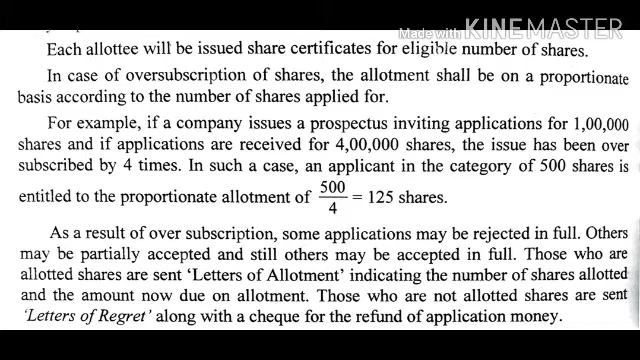 Made with KINEMASTER
Each allottee will be issued share certificates for eligible number of shares.
In case of oversubscription of shares, the allotment shall be on a proportionate
basis according to the number of shares applied for.
For example, if a company issues a prospectus inviting applications for 1,00,000
shares and if applications are received for 4,00,000 shares, the issue has been over
subscribed by 4 times. In such a case, an applicant in the category of 500 shares is
entitled to the proportionate allotment of 500/4 = 125 shares.
As a result of over subscription, some applications may be rejected in full. Others
may be partially accepted and still others may be accepted in full. Those who are
allotted shares are sent ‘Letters of Allotment’ indicating the number of shares allotted
and the amount now due on allotment. Those who are not allotted shares are sent
‘Letters of Regret’ along with a cheque for the refund of application money.